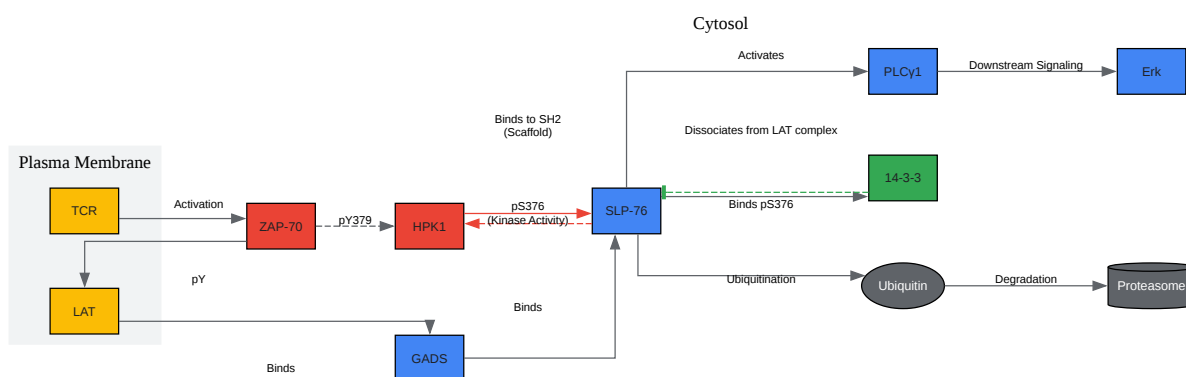 Cytosol
Activates
PLCγ1
Downstream Signaling
Erk
Binds to SH2
(Scaffold)
Dissociates from LAT complex
Plasma Membrane
TCR
Activation
ZAP-70
pY379
HPK1
pS376
(Kinase Activity)
SLP-76
14-3-3
Binds pS376
pY
Ubiquitination
Ubiquitin
Degradation
Proteasome
LAT
Binds
GADS
Binds